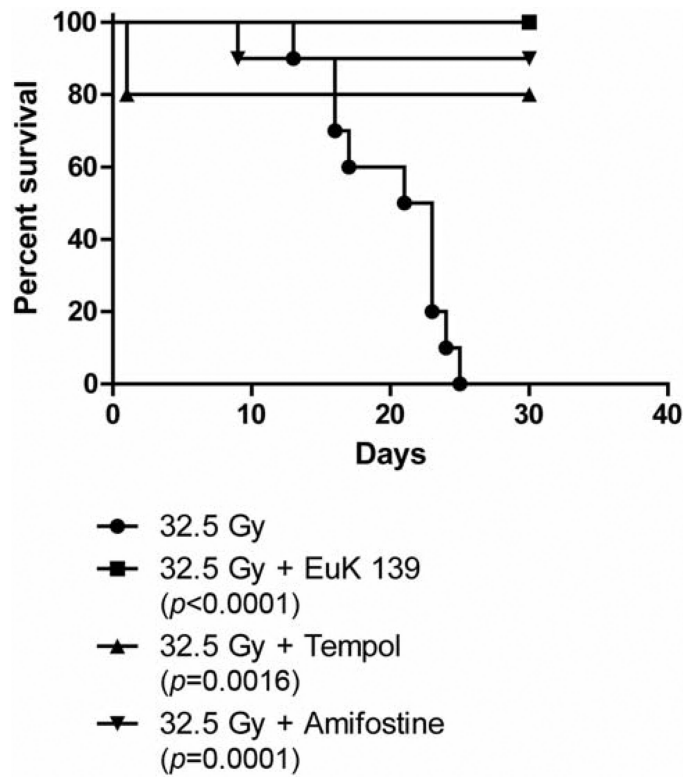 Percent survival
100
80
60
40
20
0
0 10 20 30 40
Days
32.5 Gy
32.5 Gy + EuK 139
(p<0.0001)
32.5 Gy + Tempol
(p=0.0016)
32.5 Gy + Amifostine
(p=0.0001)